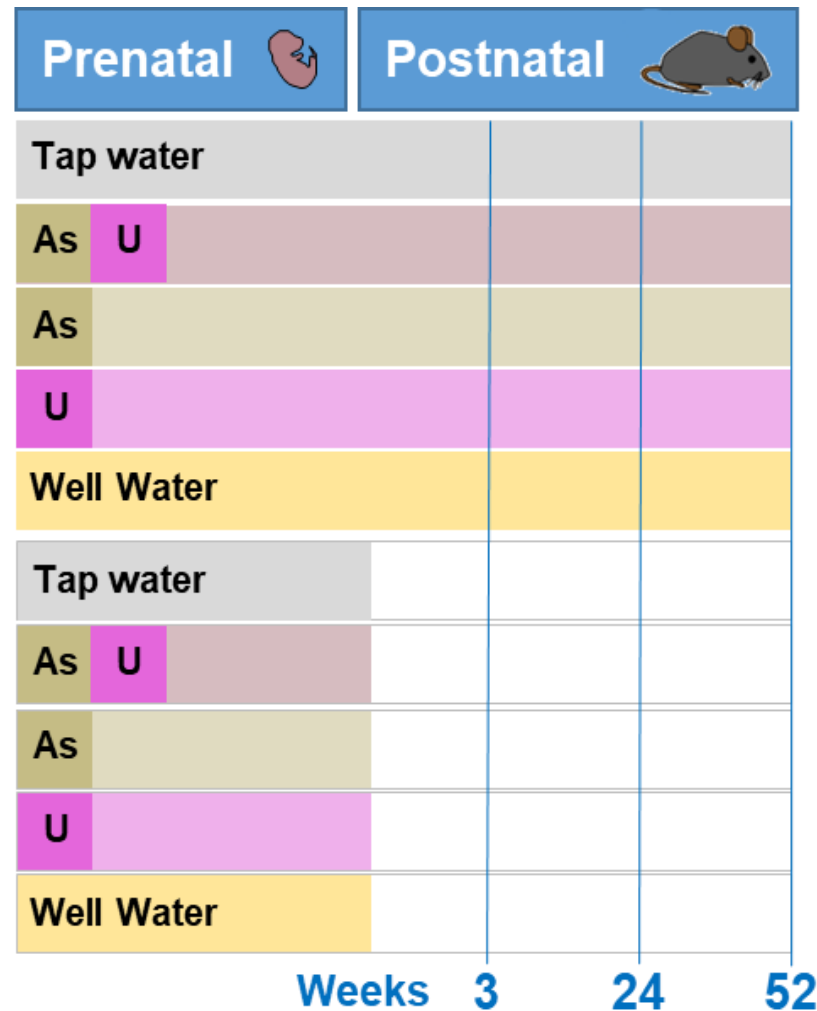 Prenatal Postnatal
Tap water
As U
As
U
Well Water
Tap water
As U
As
U
Well Water
Weeks 3 24 52